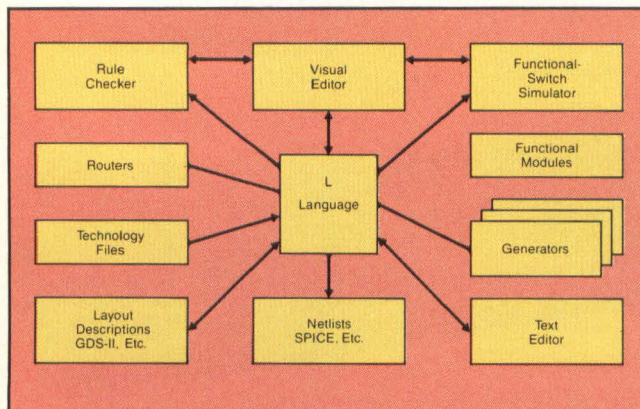 Rule
Checker
Visual
Editor
Functional-
Switch
Simulator
Routers
L
Language
Functional
Modules
Technology
Files
Generators
Layout
Descriptions
GDS-II, Etc.
Netlists
SPICE, Etc.
Text
Editor